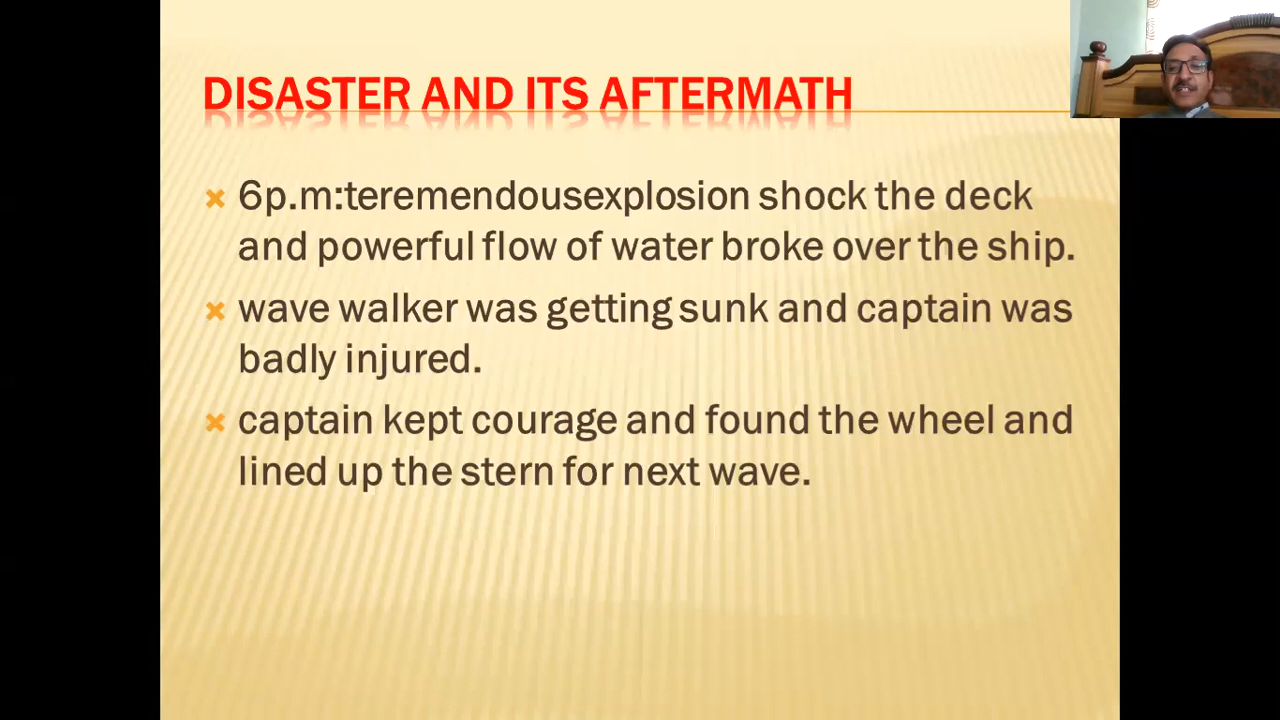 DISASTER AND ITS AFTERMATH
6p.m:teremendousexplosion shock the deck
and powerful flow of water broke over the ship.
wave walker was getting sunk and captain was
badly injured.
captain kept courage and found the wheel and
lined up the stern for next wave.